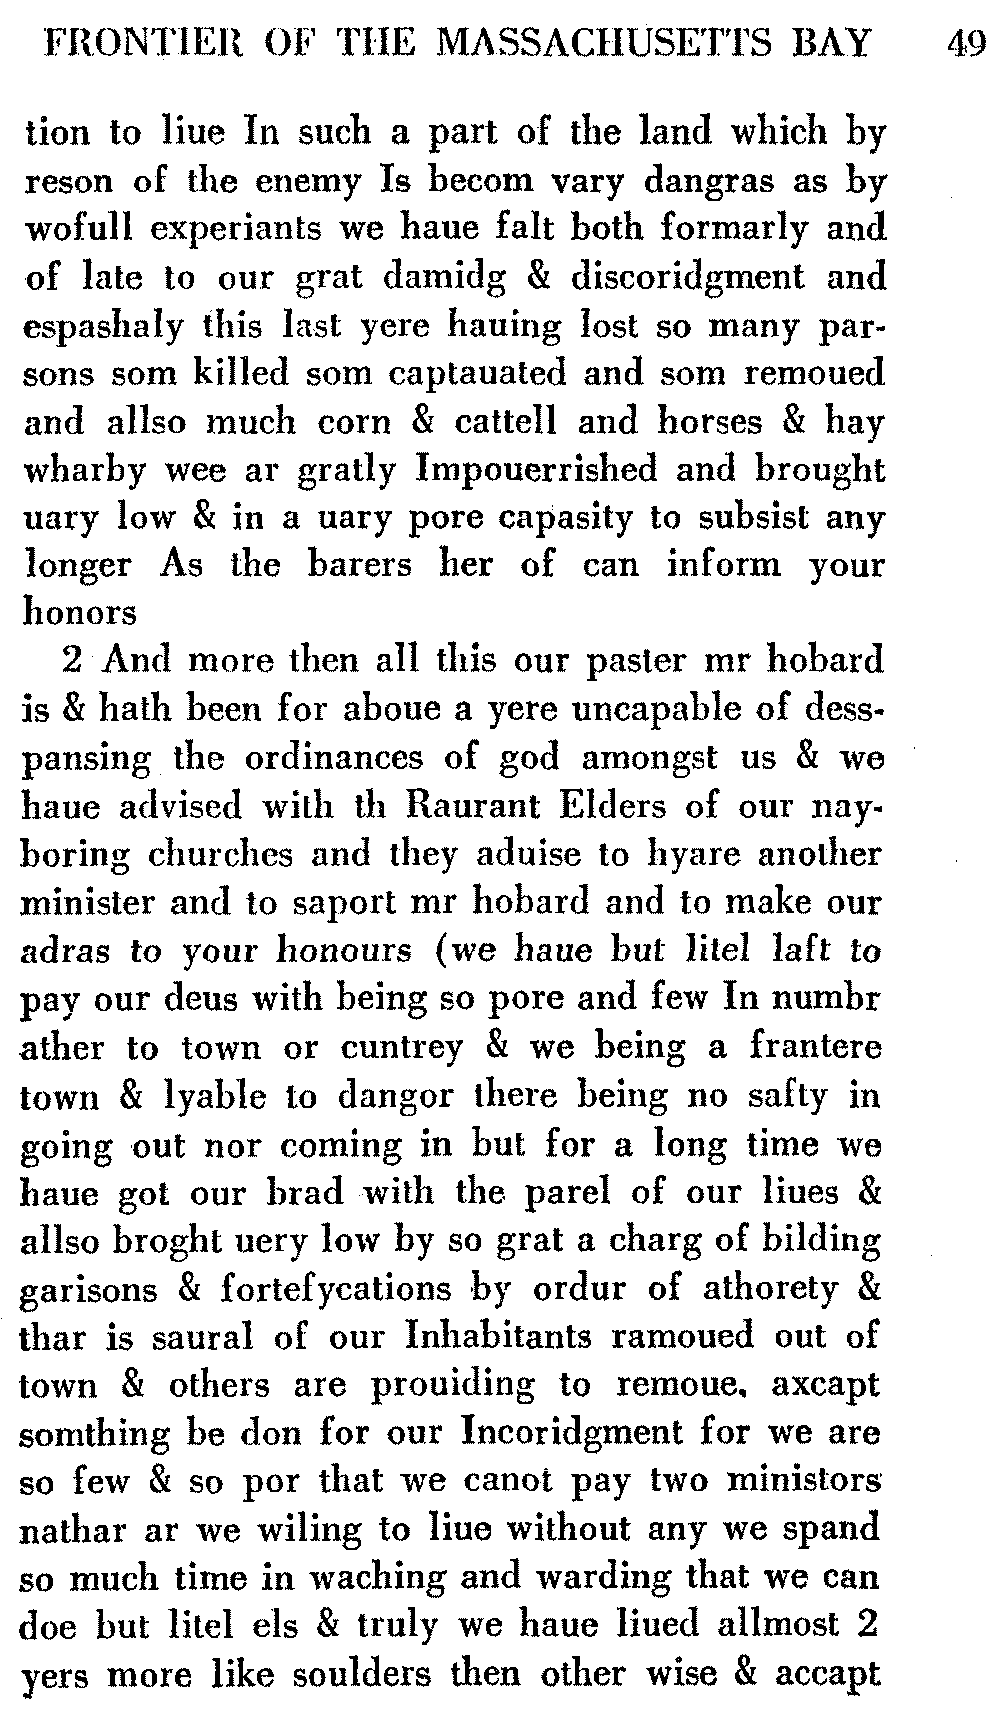 FRONTIER OF THE MASSACHUSETTS BAY 49
tion to liue In such a part of the land which by
reson of the enemy Is becom vary dangras as by
wofull experiants we haue falt both formarly and
of late to our grat damidg & discoridgment and
espashaly this last yere hauing lost so many par-
sons som killed som captauated and som remoued
and allso much corn & cattell and horses & hay
wharby wee ar gratly Impouerrished and brought
uary low & in a uary pore capasity to subsist any
longer As the barers her of can inform your
honors
2 And more then all this our paster mr hobard
is & hath been for aboue a yere uncapable of dess-
pansing the ordinances of god amongst us & we
haue advised with th Raurant Elders of our nay-
boring churches and they aduise to hyare another
minister and to saport mr hobard and to make our
adras to your honours (we haue but litel laft to
pay our deus with being so pore and few In numbr
ather to town or cuntrey & we being a frantere
town & lyable to dangor there being no safty in
going out nor coming in but for a long time we
haue got our brad with the parel of our liues &
allso broght uery low by so grat a charg of bilding
garisons & fortefycations by ordur of athorety &
thar is saural of our Inhabitants ramoued out of
town & others are prouiding to remoue, axcapt
somthing be don for our Incoridgment for we are
so few & so por that we canot pay two ministors
nathar ar we wiling to liue without any we spand
so much time in waching and warding that we can
doe but litel els & truly we haue liued allmost 2
yers more like soulders then other wise & accapt